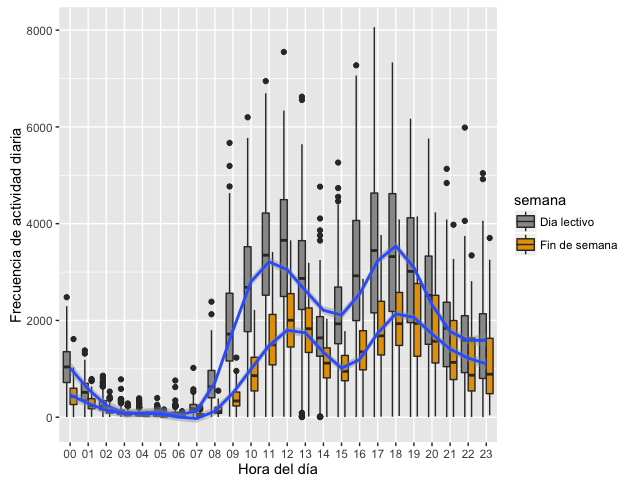 Frecuencia de actividad diaria
8000
6000
4000
2000
0
00 01 02 03 04 05 06 07 08 09 10 11 12 13 14 15 16 17 18 19 20 21 22 23
Hora del día
semana
Dia lectivo
Fin de semana